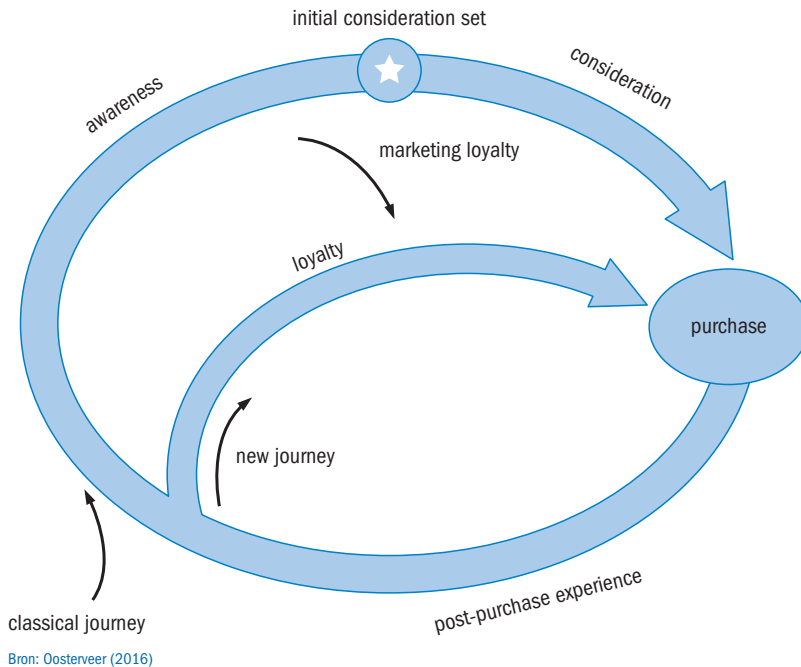 initial consideration set
awareness
consideration
marketing loyalty
loyalty
purchase
new journey
post-purchase experience
classical journey
Bron: Oosterveer (2016)